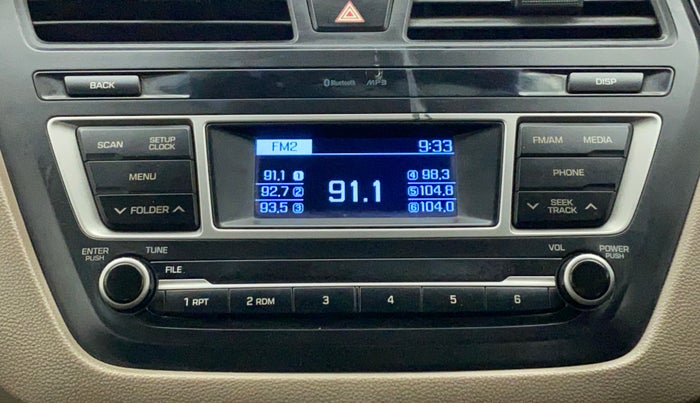 BACK
Bluetooth MP3
DISP
SCAN SETUP CLOCK
MENU
FOLDER
FM2 9:33
91,1 1
92,7 2
93,5 3
91.1
4 98,3
5 104,8
6 104,0
FM/AM MEDIA
PHONE
SEEK TRACK
ENTER PUSH
TUNE
FILE
VOL
POWER PUSH
1 RPT 2 RDM 3 4 5 6